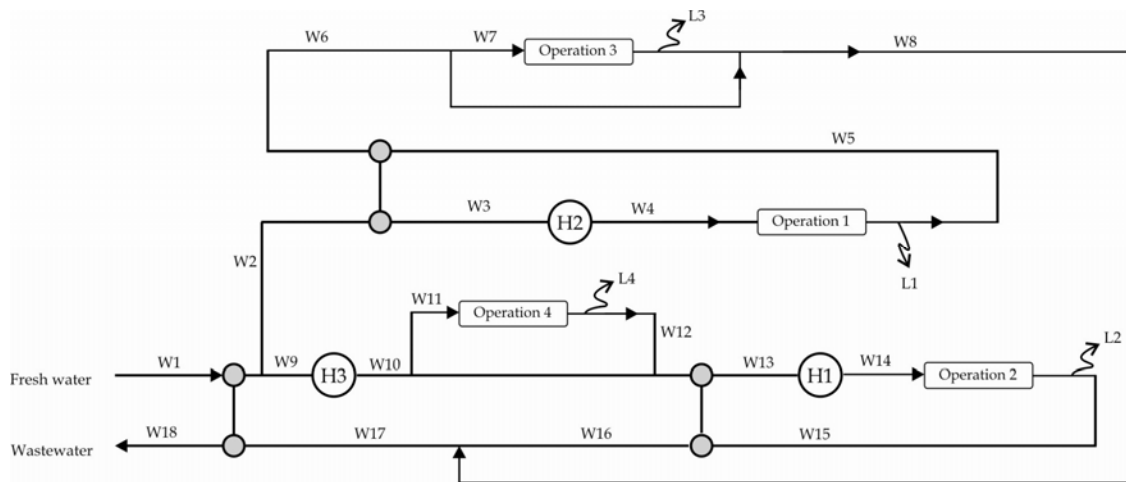 L3
W6 W7 Operation 3 W8
W5
W3 H2 W4 Operation 1
W2
L1
L4
W11 Operation 4
W12 L2
W1 W9 H3 W10 W13 H1 W14 Operation 2
Fresh water
W18 W17 W16 W15
Wastewater